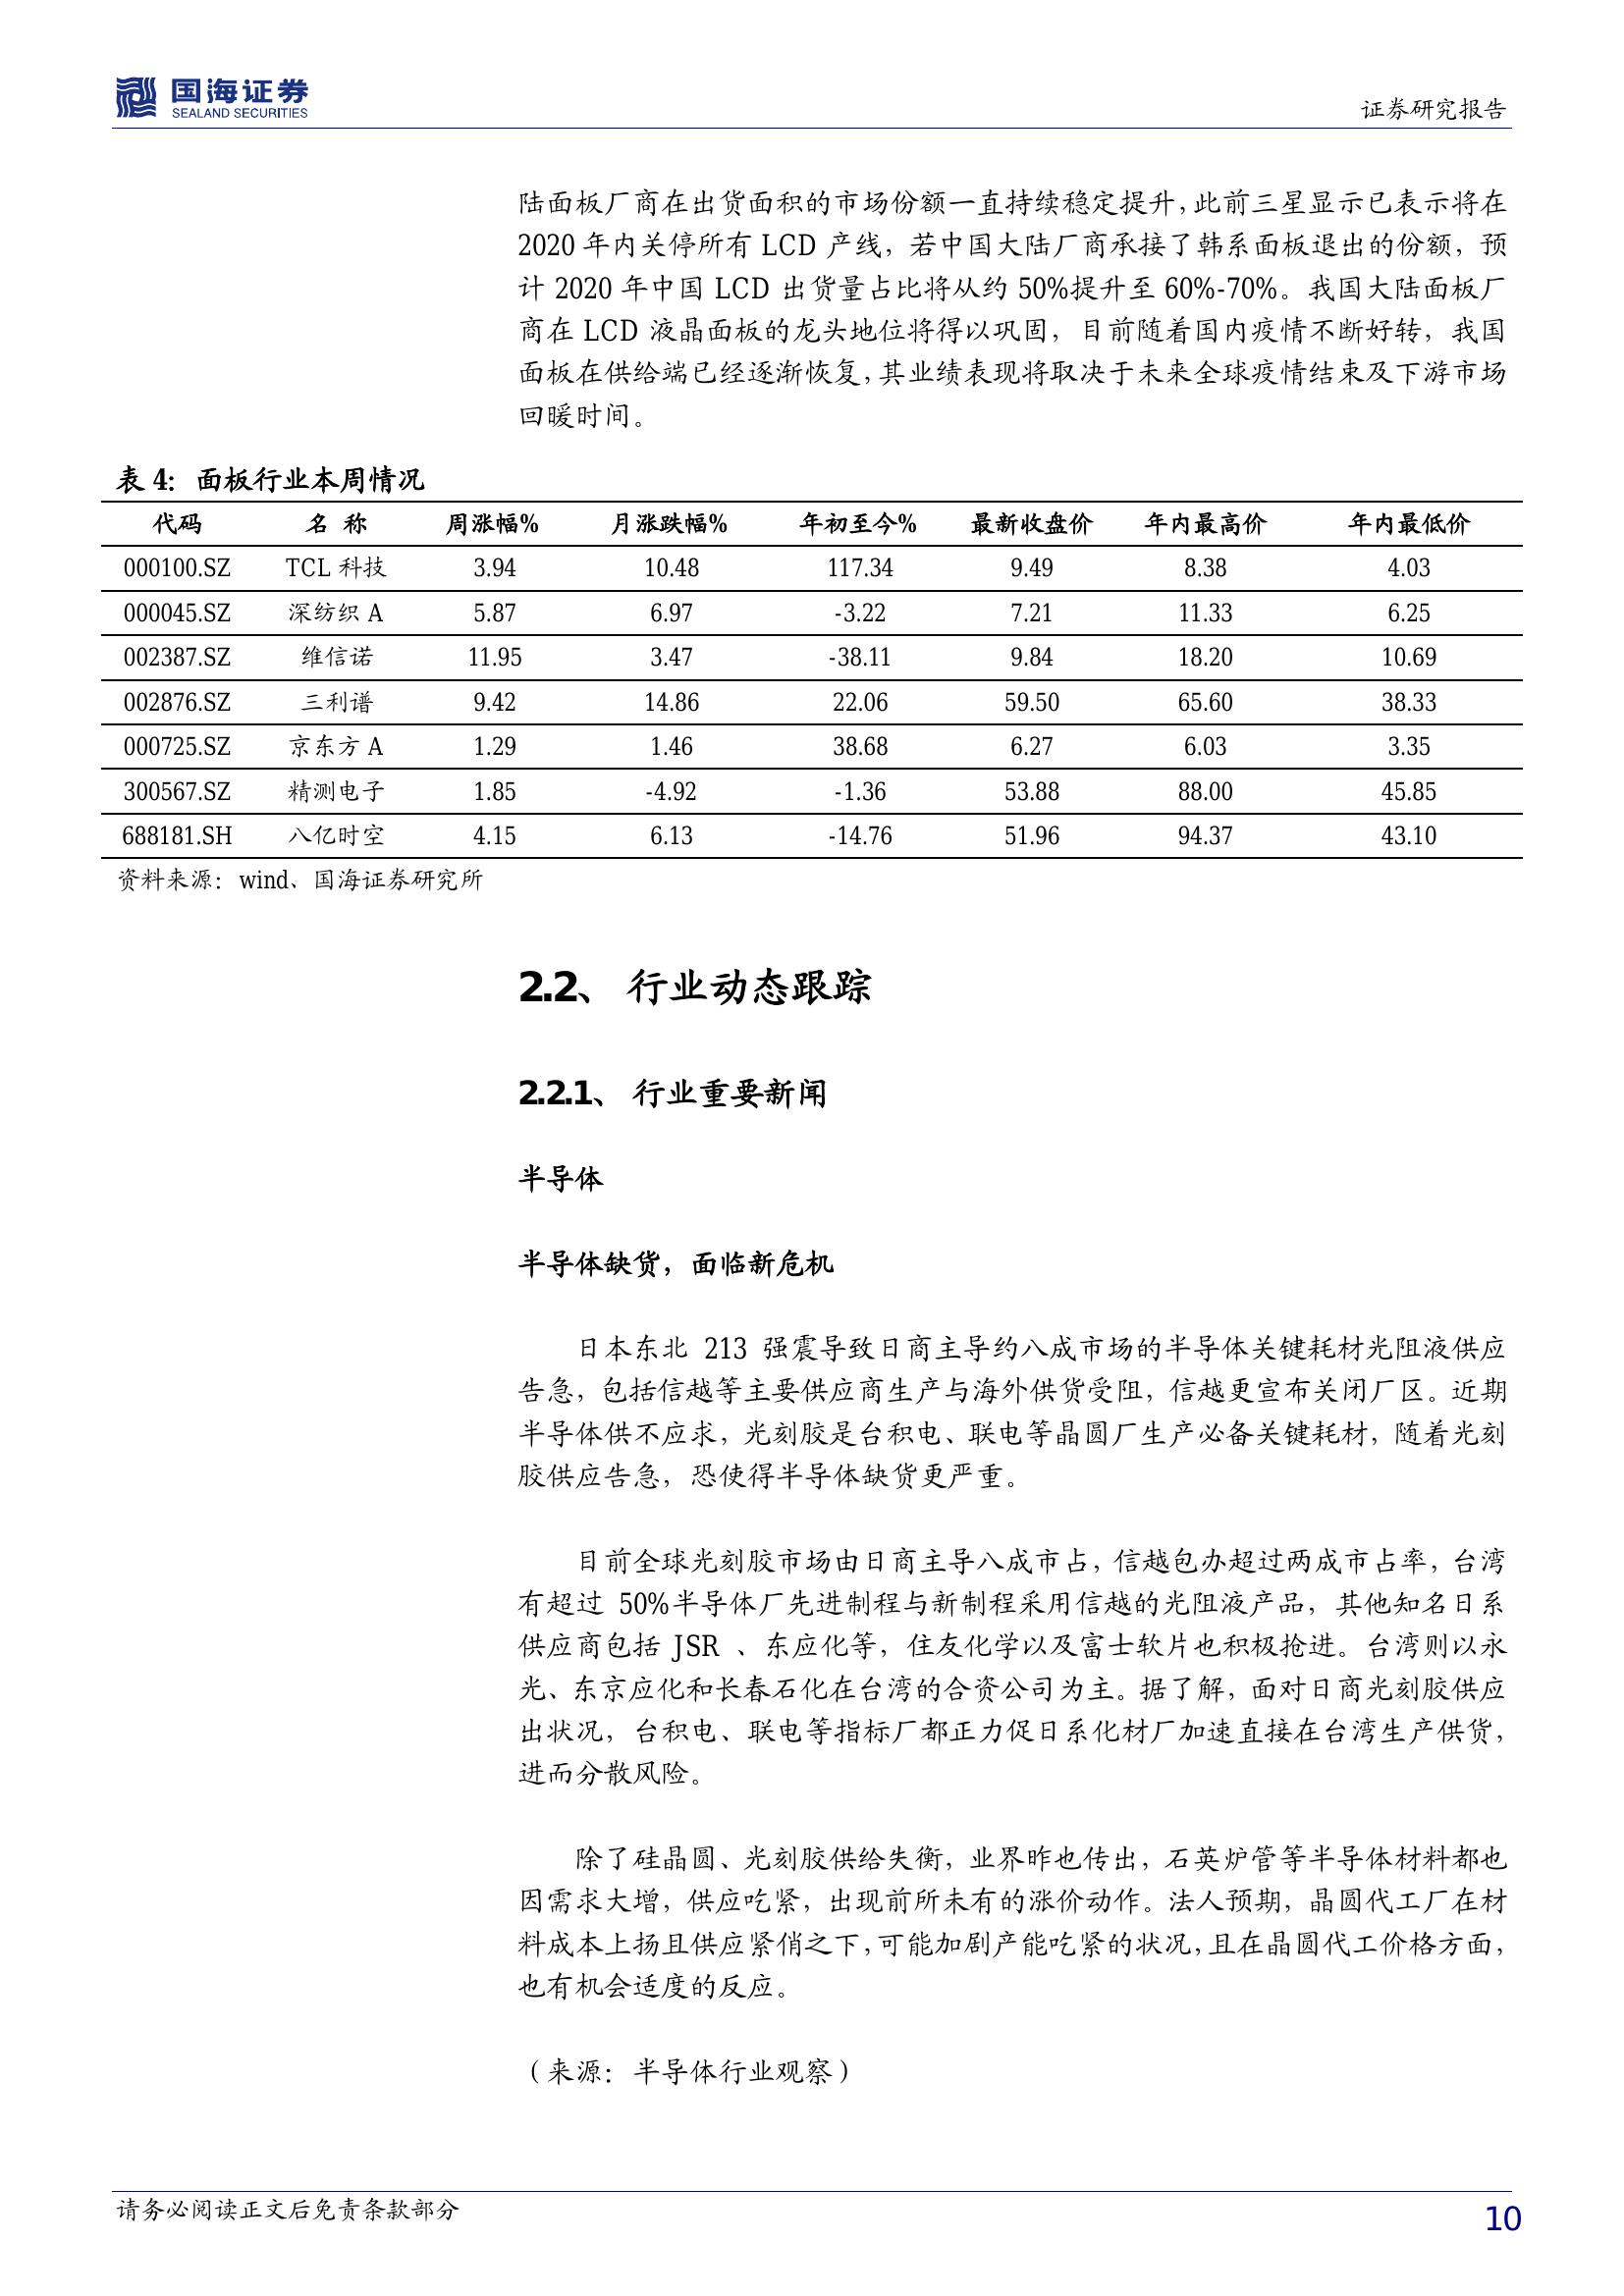 国海证券
SEALAND SECURITIES
证券研究报告
陆面板厂商在出货面积的市场份额一直持续稳定提升，此前三星显示已表示将在
2020 年内关停所有 LCD 产线，若中国大陆厂商承接了韩系面板退出的份额，预
计 2020 年中国 LCD 出货量占比将从约 50%提升至 60%-70%。我国大陆面板厂
商在 LCD 液晶面板的龙头地位将得以巩固，目前随着国内疫情不断好转，我国
面板在供给端已经逐渐恢复，其业绩表现将取决于未来全球疫情结束及下游市场
回暖时间。
表 4：面板行业本周情况
代码 名 称 周涨幅% 月涨跌幅% 年初至今% 最新收盘价 年内最高价 年内最低价
000100.SZ TCL 科技 3.94 10.48 117.34 9.49 8.38 4.03
000045.SZ 深纺织 A 5.87 6.97 -3.22 7.21 11.33 6.25
002387.SZ 维信诺 11.95 3.47 -38.11 9.84 18.20 10.69
002876.SZ 三利谱 9.42 14.86 22.06 59.50 65.60 38.33
000725.SZ 京东方 A 1.29 1.46 38.68 6.27 6.03 3.35
300567.SZ 精测电子 1.85 -4.92 -1.36 53.88 88.00 45.85
688181.SH 八亿时空 4.15 6.13 -14.76 51.96 94.37 43.10
资料来源：wind、国海证券研究所
2.2、 行业动态跟踪
2.2.1、 行业重要新闻
半导体
半导体缺货，面临新危机
日本东北 213 强震导致日商主导约八成市场的半导体关键耗材光阻液供应
告急，包括信越等主要供应商生产与海外供货受阻，信越更宣布关闭厂区。近期
半导体供不应求，光刻胶是台积电、联电等晶圆厂生产必备关键耗材，随着光刻
胶供应告急，恐使得半导体缺货更严重。
目前全球光刻胶市场由日商主导八成市占，信越包办超过两成市占率，台湾
有超过 50%半导体厂先进制程与新制程采用信越的光阻液产品，其他知名日系
供应商包括 JSR 、东应化等，住友化学以及富士软片也积极抢进。台湾则以永
光、东京应化和长春石化在台湾的合资公司为主。据了解，面对日商光刻胶供应
出状况，台积电、联电等指标厂都正力促日系化材厂加速直接在台湾生产供货，
进而分散风险。
除了硅晶圆、光刻胶供给失衡，业界昨也传出，石英炉管等半导体材料都也
因需求大增，供应吃紧，出现前所未有的涨价动作。法人预期，晶圆代工厂在材
料成本上扬且供应紧俏之下，可能加剧产能吃紧的状况，且在晶圆代工价格方面，
也有机会适度的反应。
（来源：半导体行业观察）
请务必阅读正文后免责条款部分
10